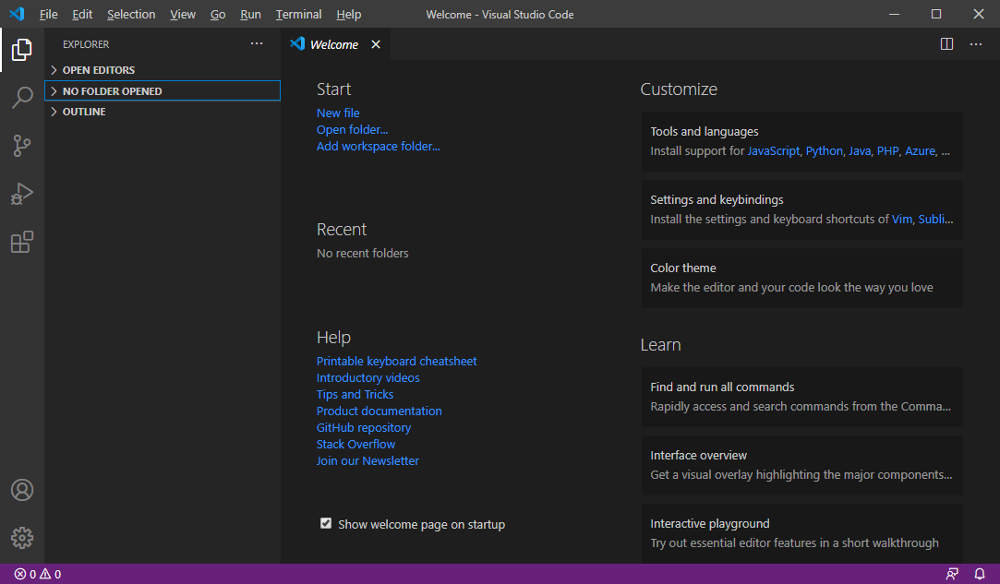 File Edit Selection View Go Run Terminal Help
Welcome - Visual Studio Code
EXPLORER
OPEN EDITORS
NO FOLDER OPENED
OUTLINE
Welcome
Start
New file
Open folder...
Add workspace folder...
Recent
No recent folders
Help
Printable keyboard cheatsheet
Introductory videos
Tips and Tricks
Product documentation
GitHub repository
Stack Overflow
Join our Newsletter
Show welcome page on startup
Customize
Tools and languages
Install support for JavaScript, Python, Java, PHP, Azure, ...
Settings and keybindings
Install the settings and keyboard shortcuts of Vim, Subli...
Color theme
Make the editor and your code look the way you love
Learn
Find and run all commands
Rapidly access and search commands from the Comma...
Interface overview
Get a visual overlay highlighting the major components...
Interactive playground
Try out essential editor features in a short walkthrough
0 0